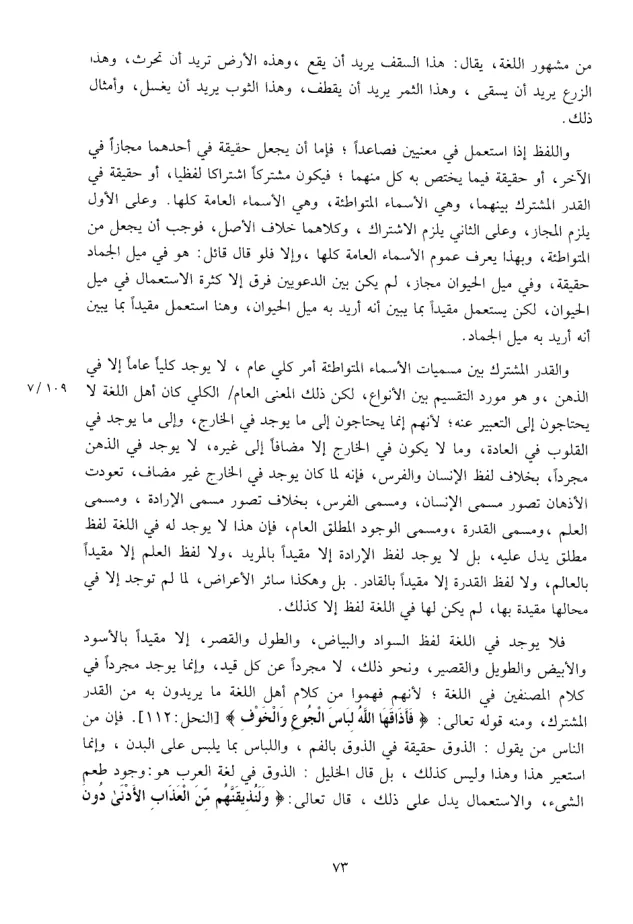 من مشهور اللغة، يقال: هذا السقف يريد أن يقع ،وهذه الأرض تريد أن تحرث، وهذا
الزرع يريد أن يسقى ، وهذا الثمر يريد أن يقطف، وهذا الثوب يريد أن يغسل، وأمثال
ذلك.
واللفظ إذا استعمل في معنيين فصاعداً ؛ فإما أن يجعل حقيقة في أحدهما مجازاً في
الآخر، أو حقيقة فيما يختص به كل منهما ؛ فيكون مشتركاً اشتراكا لفظيا، أو حقيقة في
القدر المشترك بينهما، وهي الأسماء المتواطئة، وهي الأسماء العامة كلها. وعلى الأول
يلزم المجاز، وعلى الثاني يلزم الاشتراك ، وكلاهما خلاف الأصل، فوجب أن يجعل من
المتواطئة، وبهذا يعرف عموم الأسماء العامة كلها ،وإلا فلو قال قائل: هو في ميل الجماد
حقيقة، وفي ميل الحيوان مجاز، لم يكن بين الدعويين فرق إلا كثرة الاستعمال في ميل
الحيوان، لكن يستعمل مقيداً بما يبين أنه أريد به ميل الحيوان، وهنا استعمل مقيداً بما يبين
أنه أريد به ميل الجماد.
والقدر المشترك بين مسميات الأسماء المتواطئة أمر كلي عام ، لا يوجد كلياً عاماً إلا في
الذهن ،و هو مورد التقسيم بين الأنواع، لكن ذلك المعنى العام/ الكلي كان أهل اللغة لا
٧/١٠٩
يحتاجون إلى التعبير عنه؛ لأنهم إنما يحتاجون إلى ما يوجد في الخارج، وإلى ما يوجد في
القلوب في العادة، وما لا يكون في الخارج إلا مضافاً إلى غيره، لا يوجد في الذهن
مجرداً، بخلاف لفظ الإنسان والفرس، فإنه لما كان يوجد في الخارج غير مضاف، تعودت
الأذهان تصور مسمى الإنسان، ومسمى الفرس، بخلاف تصور مسمى الإرادة ، ومسمى
العلم ،ومسمى القدرة ،ومسمى الوجود المطلق العام، فإن هذا لا يوجد له في اللغة لفظ
مطلق يدل عليه، بل لا يوجد لفظ الإرادة إلا مقيداً بالمريد ،ولا لفظ العلم إلا مقيداً
بالعالم، ولا لفظ القدرة إلا مقيداً بالقادر. بل وهكذا سائر الأعراض، لما لم توجد إلا في
محالها مقيدة بها، لم يكن لها في اللغة لفظ إلا كذلك.
فلا يوجد في اللغة لفظ السواد والبياض، والطول والقصر، إلا مقيداً بالأسود
والأبيض والطويل والقصير، ونحو ذلك، لا مجرداً عن كل قيد، وإنما يوجد مجرداً في
كلام المصنفين في اللغة ؛ لأنهم فهموا من كلام أهل اللغة ما يريدون به من القدر
المشترك، ومنه قوله تعالى: ﴿ فَأَذَاقَهَا اللَّهُ لِبَاسَ الْجُوعِ وَالْخَوْفِ ﴾ [النحل:١١٢]. فإن من
الناس من يقول : الذوق حقيقة في الذوق بالفم ، واللباس بما يلبس على البدن ، وإنما
استعير هذا وهذا وليس كذلك ، بل قال الخليل : الذوق في لغة العرب هو:وجود طعم
الشىء، والاستعمال يدل على ذلك ، قال تعالى:﴿ وَلَنُذِيقَنَّهُم مِّنَ الْعَذَابِ الأَدْنَىٰ دُونَ
٧٣